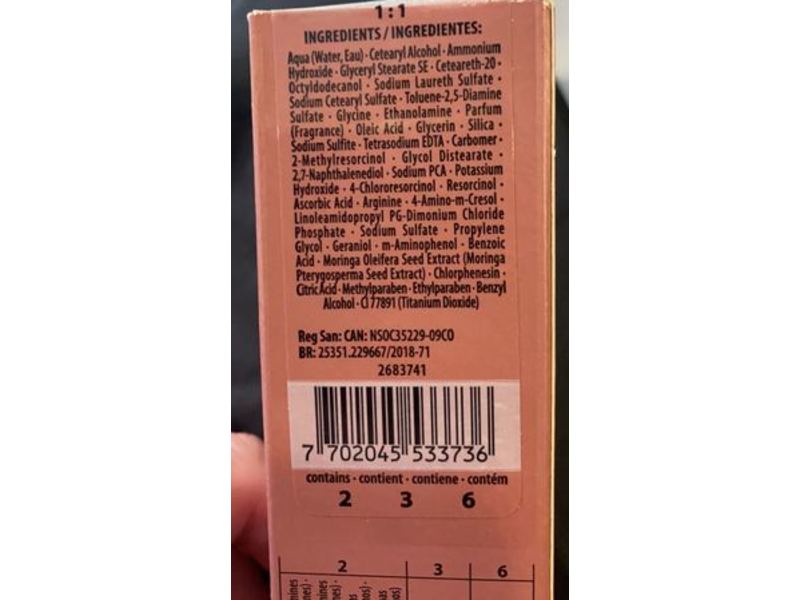 1:1
INGREDIENTS / INGREDIENTES:
Aqua (Water, Eau) · Cetearyl Alcohol · Ammonium
Hydroxide · Glyceryl Stearate SE · Ceteareth-20 ·
Octyldodecanol · Sodium Laureth Sulfate ·
Sodium Cetearyl Sulfate · Toluene-2,5-Diamine
Sulfate · Glycine · Ethanolamine · Parfum
(Fragrance) · Oleic Acid · Glycerin · Silica ·
Sodium Sulfite · Tetrasodium EDTA · Carbomer ·
2-Methylresorcinol · Glycol Distearate ·
2,7-Naphthalenediol · Sodium PCA · Potassium
Hydroxide · 4-Chlororesorcinol · Resorcinol ·
Ascorbic Acid · Arginine · 4-Amino-m-Cresol ·
Linoleamidopropyl PG-Dimonium Chloride
Phosphate · Sodium Sulfate · Propylene
Glycol · Geraniol · m-Aminophenol · Benzoic
Acid · Moringa Oleifera Seed Extract (Moringa
Pterygosperma Seed Extract) · Chlorphenesin ·
Citric Acid · Methylparaben · Ethylparaben · Benzyl
Alcohol · CI 77891 (Titanium Dioxide)
Reg San: CAN: NSOC35229-09CO
BR: 25351.229667/2018-71
2683741
7 702045 533736
contains · contient · contiene · contém
2 3 6
2 3 6